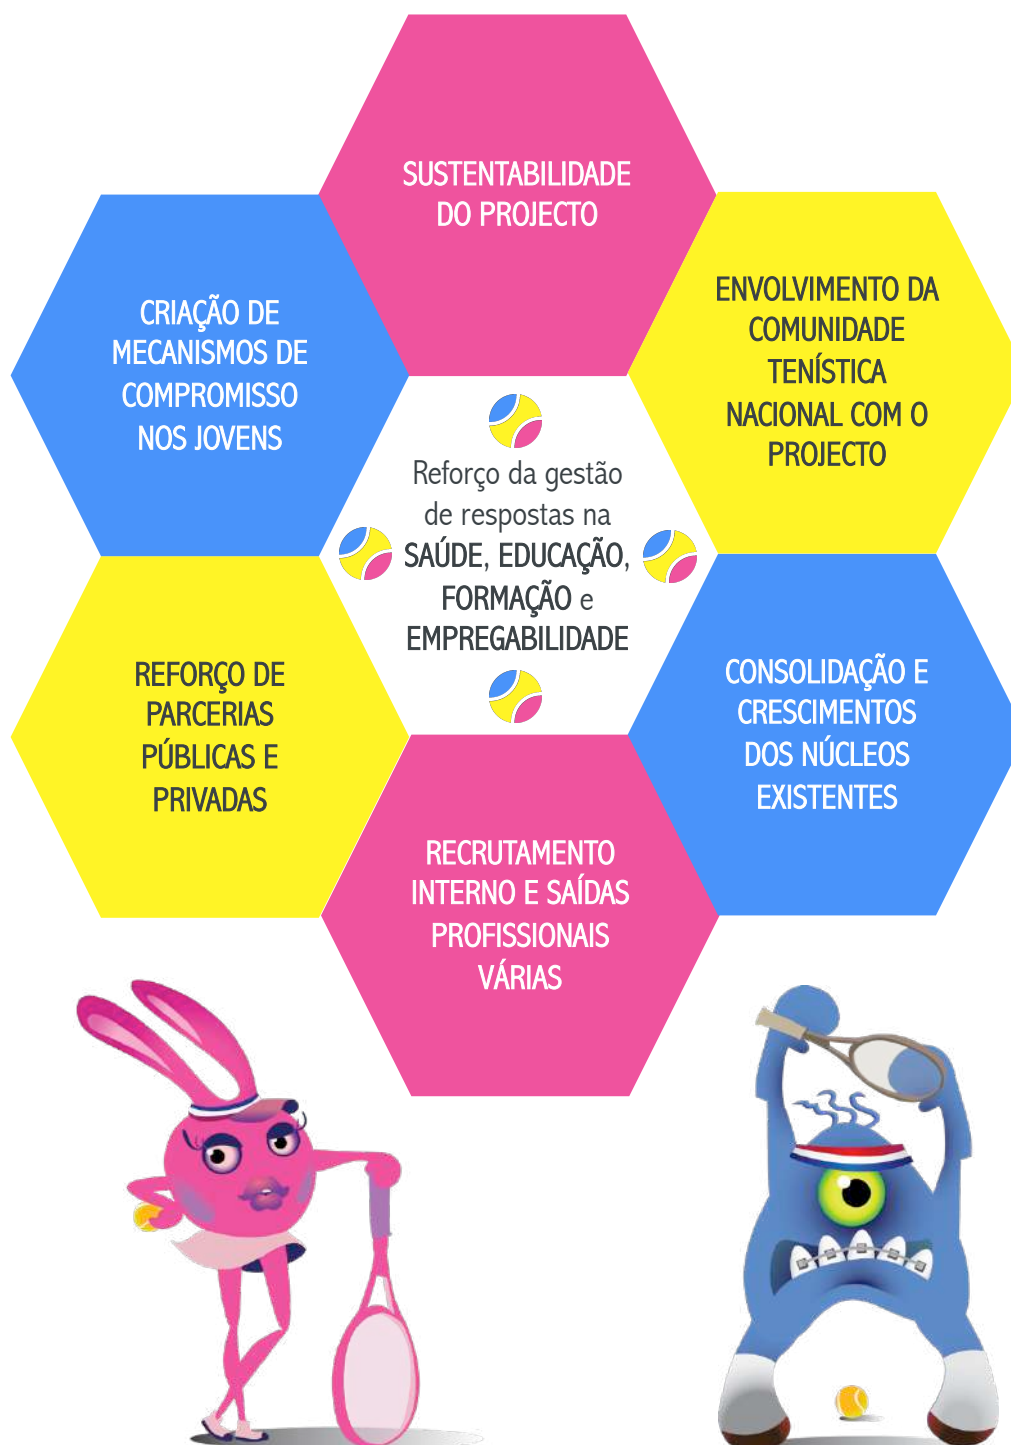 SUSTENTABILIDADE
DO PROJECTO
ENVOLVIMENTO DA
COMUNIDADE
TENÍSTICA
NACIONAL COM O
PROJECTO
CRIAÇÃO DE
MECANISMOS DE
COMPROMISSO
NOS JOVENS
Reforço da gestão
de respostas na
SAÚDE, EDUCAÇÃO,
FORMAÇÃO e
EMPREGABILIDADE
REFORÇO DE
PARCERIAS
PÚBLICAS E
PRIVADAS
CONSOLIDAÇÃO E
CRESCIMENTOS
DOS NÚCLEOS
EXISTENTES
RECRUTAMENTO
INTERNO E SAÍDAS
PROFISSIONAIS
VÁRIAS